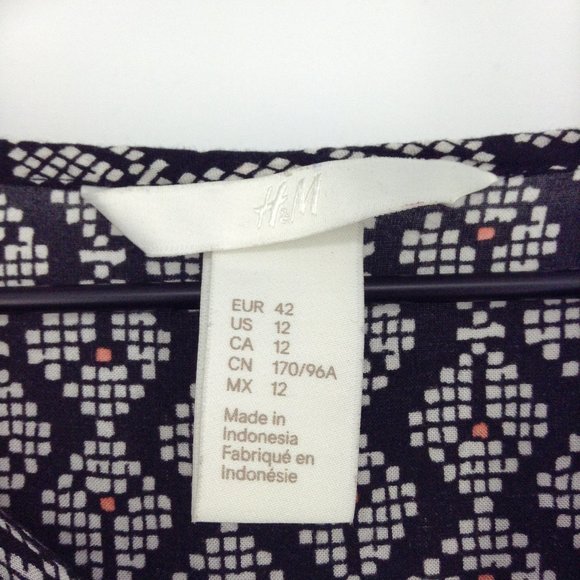 H&M
EUR 42
US 12
CA 12
CN 170/96A
MX 12
Made in
Indonesia
Fabriqué en
Indonésie